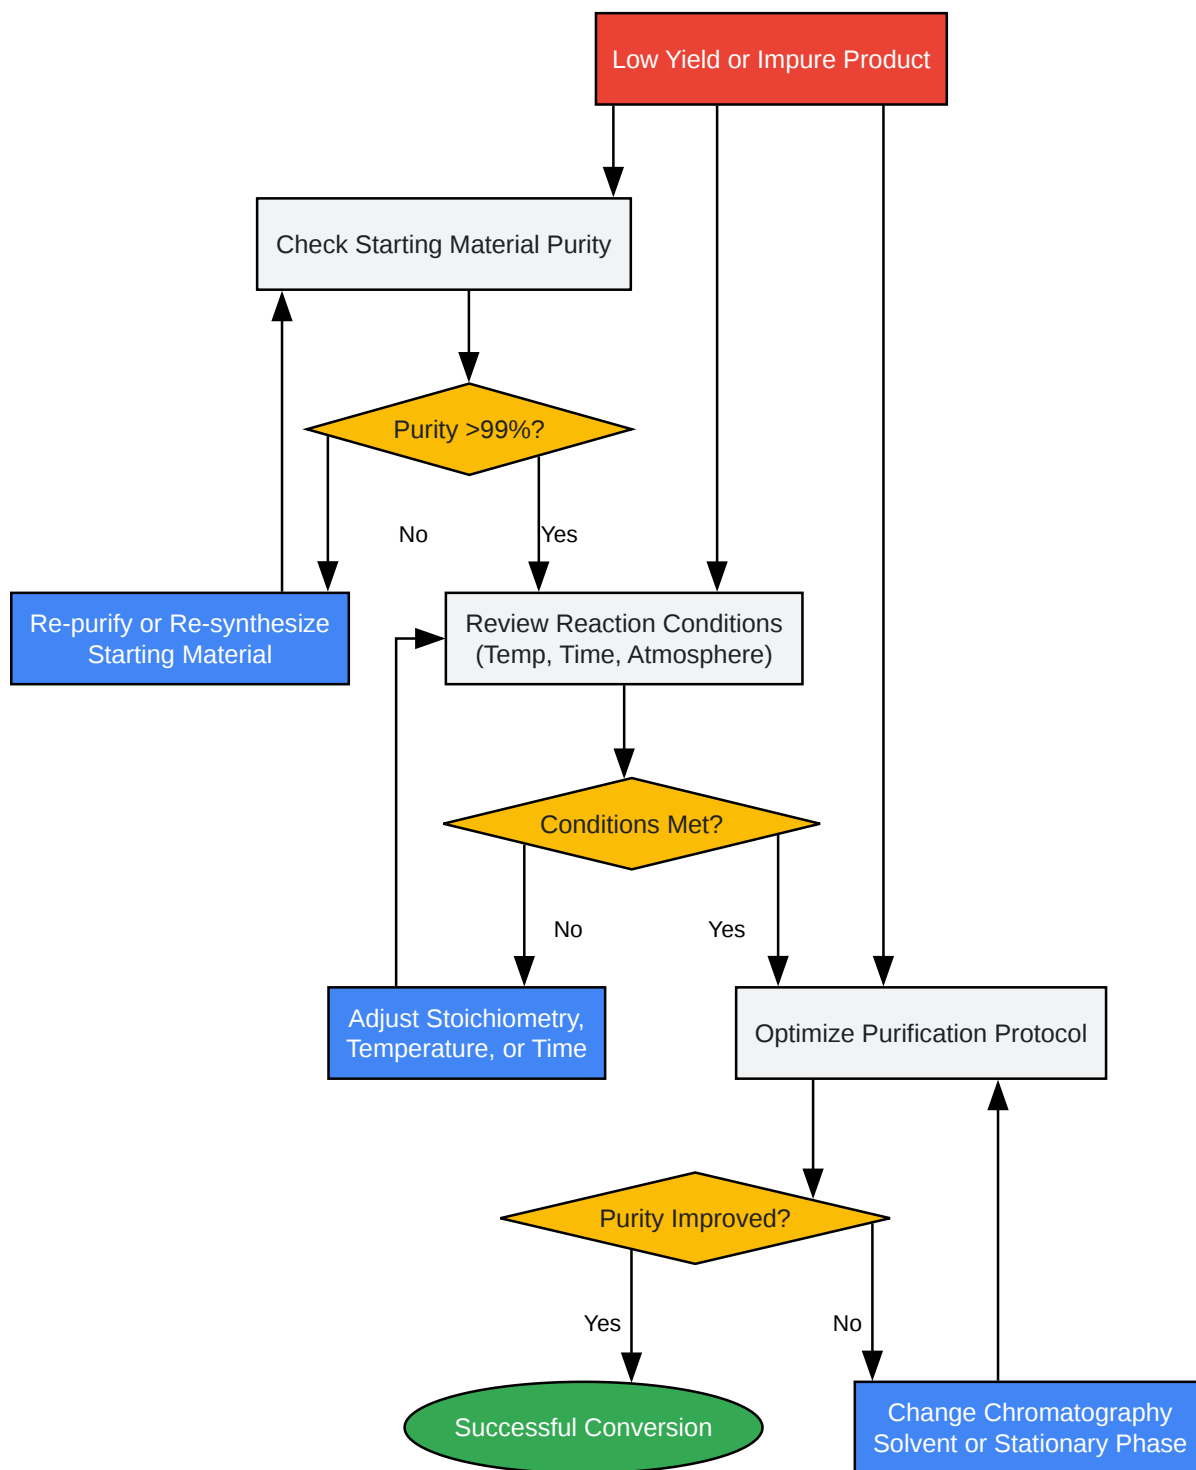 Low Yield or Impure Product
Check Starting Material Purity
Purity >99%?
No
Yes
Re-purify or Re-synthesize
Starting Material
Review Reaction Conditions
(Temp, Time, Atmosphere)
Conditions Met?
No
Yes
Adjust Stoichiometry,
Temperature, or Time
Optimize Purification Protocol
Purity Improved?
Yes
No
Successful Conversion
Change Chromatography
Solvent or Stationary Phase